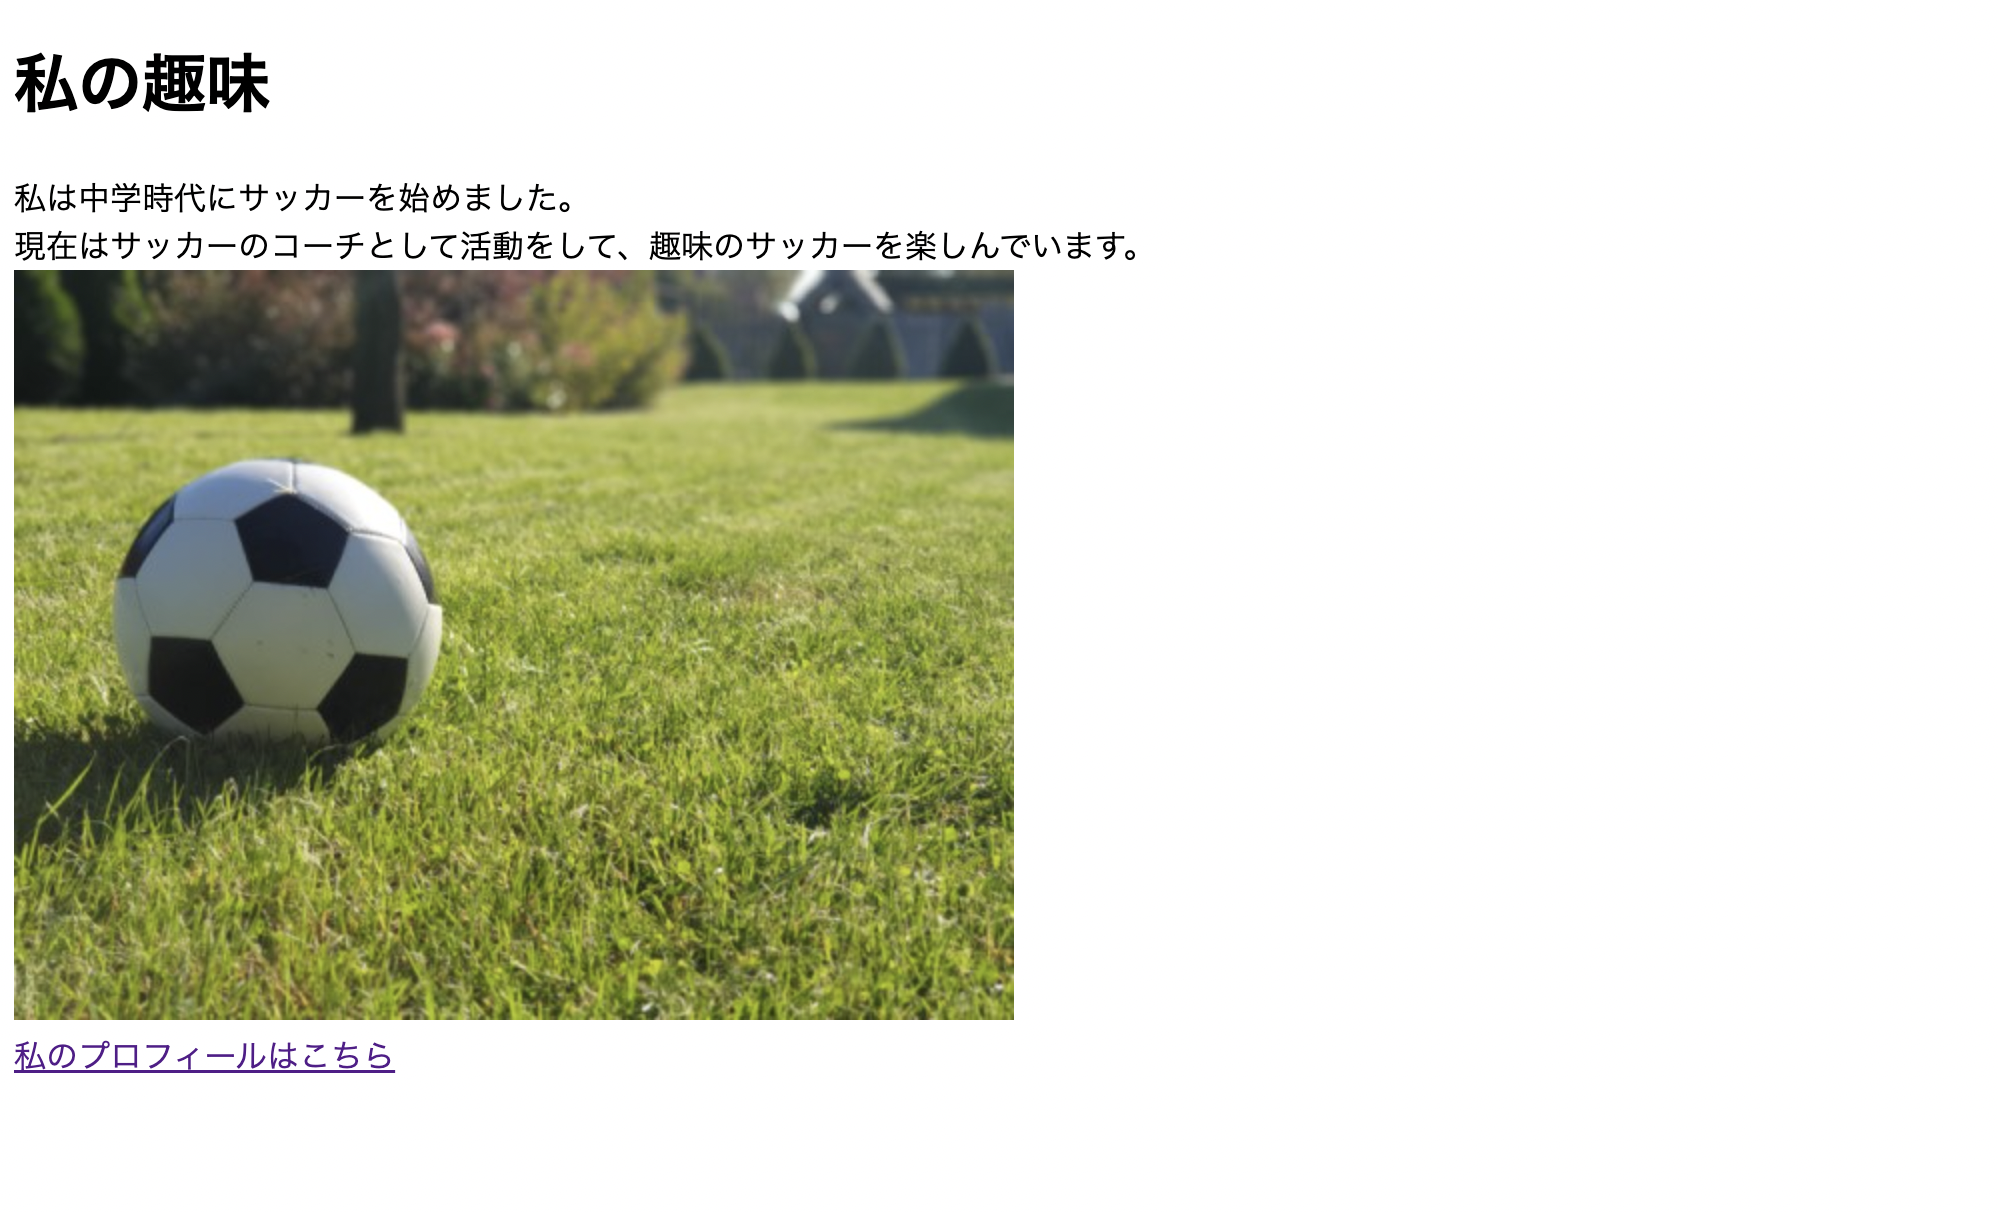 私の趣味
私は中学時代にサッカーを始めました。
現在はサッカーのコーチとして活動をして、趣味のサッカーを楽しんでいます。
私のプロフィールはこちら